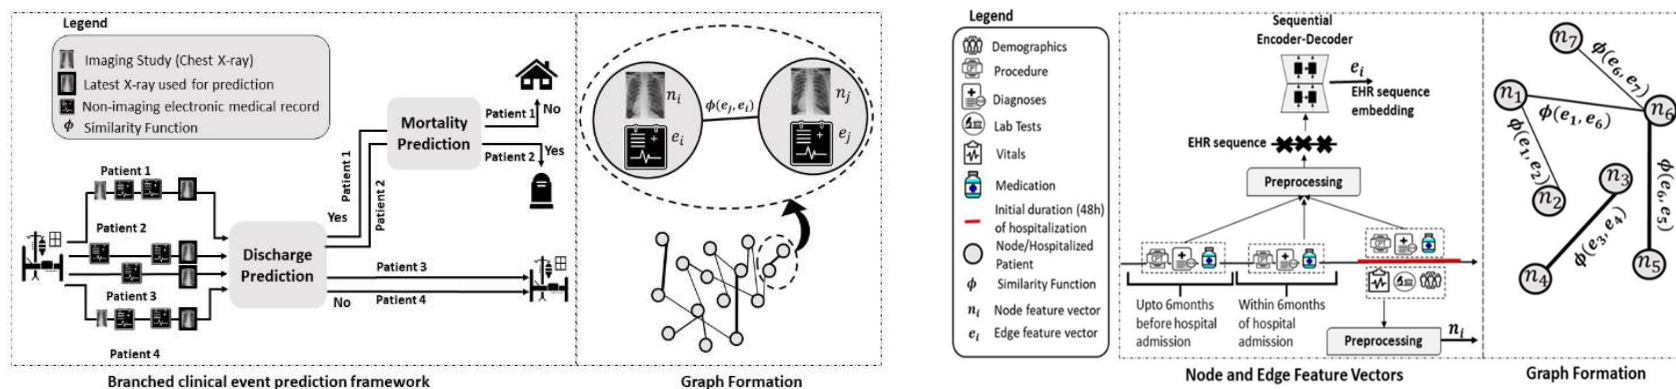 Legend
Imaging Study (Chest X-ray)
Latest X-ray used for prediction
Non-imaging electronic medical record
ϕ Similarity Function
Patient 1
Patient 2
Patient 3
Patient 4
Discharge
Prediction
Yes
No
Patient 1
Patient 2
Patient 3
Patient 4
Mortality
Prediction
Patient 1
No
Patient 2
Yes
Branched clinical event prediction framework
n_i
e_i
ϕ(e_j, e_i)
n_j
e_j
Graph Formation
Legend
Demographics
Procedure
Diagnoses
Lab Tests
Vitals
Medication
Initial duration (48h)
of hospitalization
Node/Hospitalized
Patient
ϕ Similarity Function
n_i Node feature vector
e_i Edge feature vector
Sequential
Encoder-Decoder
e_i
EHR sequence
embedding
EHR sequence
Preprocessing
Upto 6months
before hospital
admission
Within 6months
of hospital
admission
Preprocessing
n_i
Node and Edge Feature Vectors
n_7
ϕ(e_6, e_7)
n_1
n_6
ϕ(e_1, e_6)
ϕ(e_1, e_2)
n_2
n_3
ϕ(e_3, e_4)
ϕ(e_6, e_5)
n_4
n_5
Graph Formation